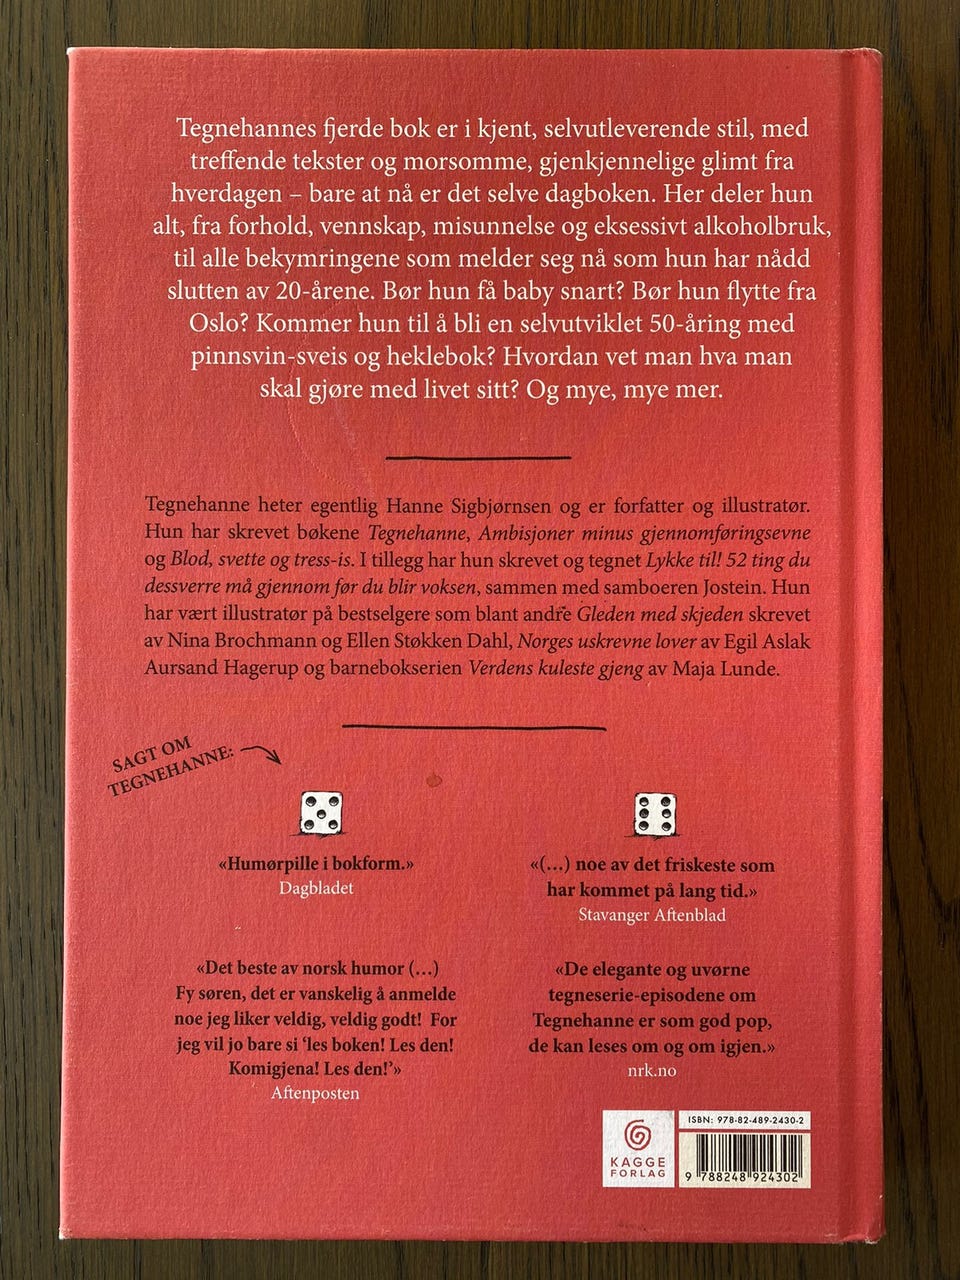 Tegnehannes fjerde bok er i kjent, selvutleverende stil, med
treffende tekster og morsomme, gjenkjennelige glimt fra
hverdagen – bare at nå er det selve dagboken. Her deler hun
alt, fra forhold, vennskap, misunnelse og eksessivt alkoholbruk,
til alle bekymringene som melder seg nå som hun har nådd
slutten av 20-årene. Bør hun få baby snart? Bør hun flytte fra
Oslo? Kommer hun til å bli en selvutviklet 50-åring med
pinnsvin-sveis og heklebok? Hvordan vet man hva man
skal gjøre med livet sitt? Og mye, mye mer.
Tegnehanne heter egentlig Hanne Sigbjørnsen og er forfatter og illustratør.
Hun har skrevet bøkene Tegnehanne, Ambisjoner minus gjennomføringsevne
og Blod, svette og tress-is. I tillegg har hun skrevet og tegnet Lykke til! 52 ting du
dessverre må gjennom før du blir voksen, sammen med samboeren Jostein. Hun
har vært illustratør på bestselgere som blant andre Gleden med skjeden skrevet
av Nina Brochmann og Ellen Støkken Dahl, Norges uskrevne lover av Egil Aslak
Aursand Hagerup og barnebokserien Verdens kuleste gjeng av Maja Lunde.
SAGT OM
TEGNEHANNE:
«Humørpille i bokform.»
Dagbladet
«(…) noe av det friskeste som
har kommet på lang tid.»
Stavanger Aftenblad
«Det beste av norsk humor (…)
Fy søren, det er vanskelig å anmelde
noe jeg liker veldig, veldig godt! For
jeg vil jo bare si ‘les boken! Les den!
Komigjena! Les den!’»
Aftenposten
«De elegante og uvørne
tegneserie-episodene om
Tegnehanne er som god pop,
de kan leses om og om igjen.»
nrk.no
KAGGE
FORLAG
ISBN: 978-82-489-2430-2
9 788248 924302